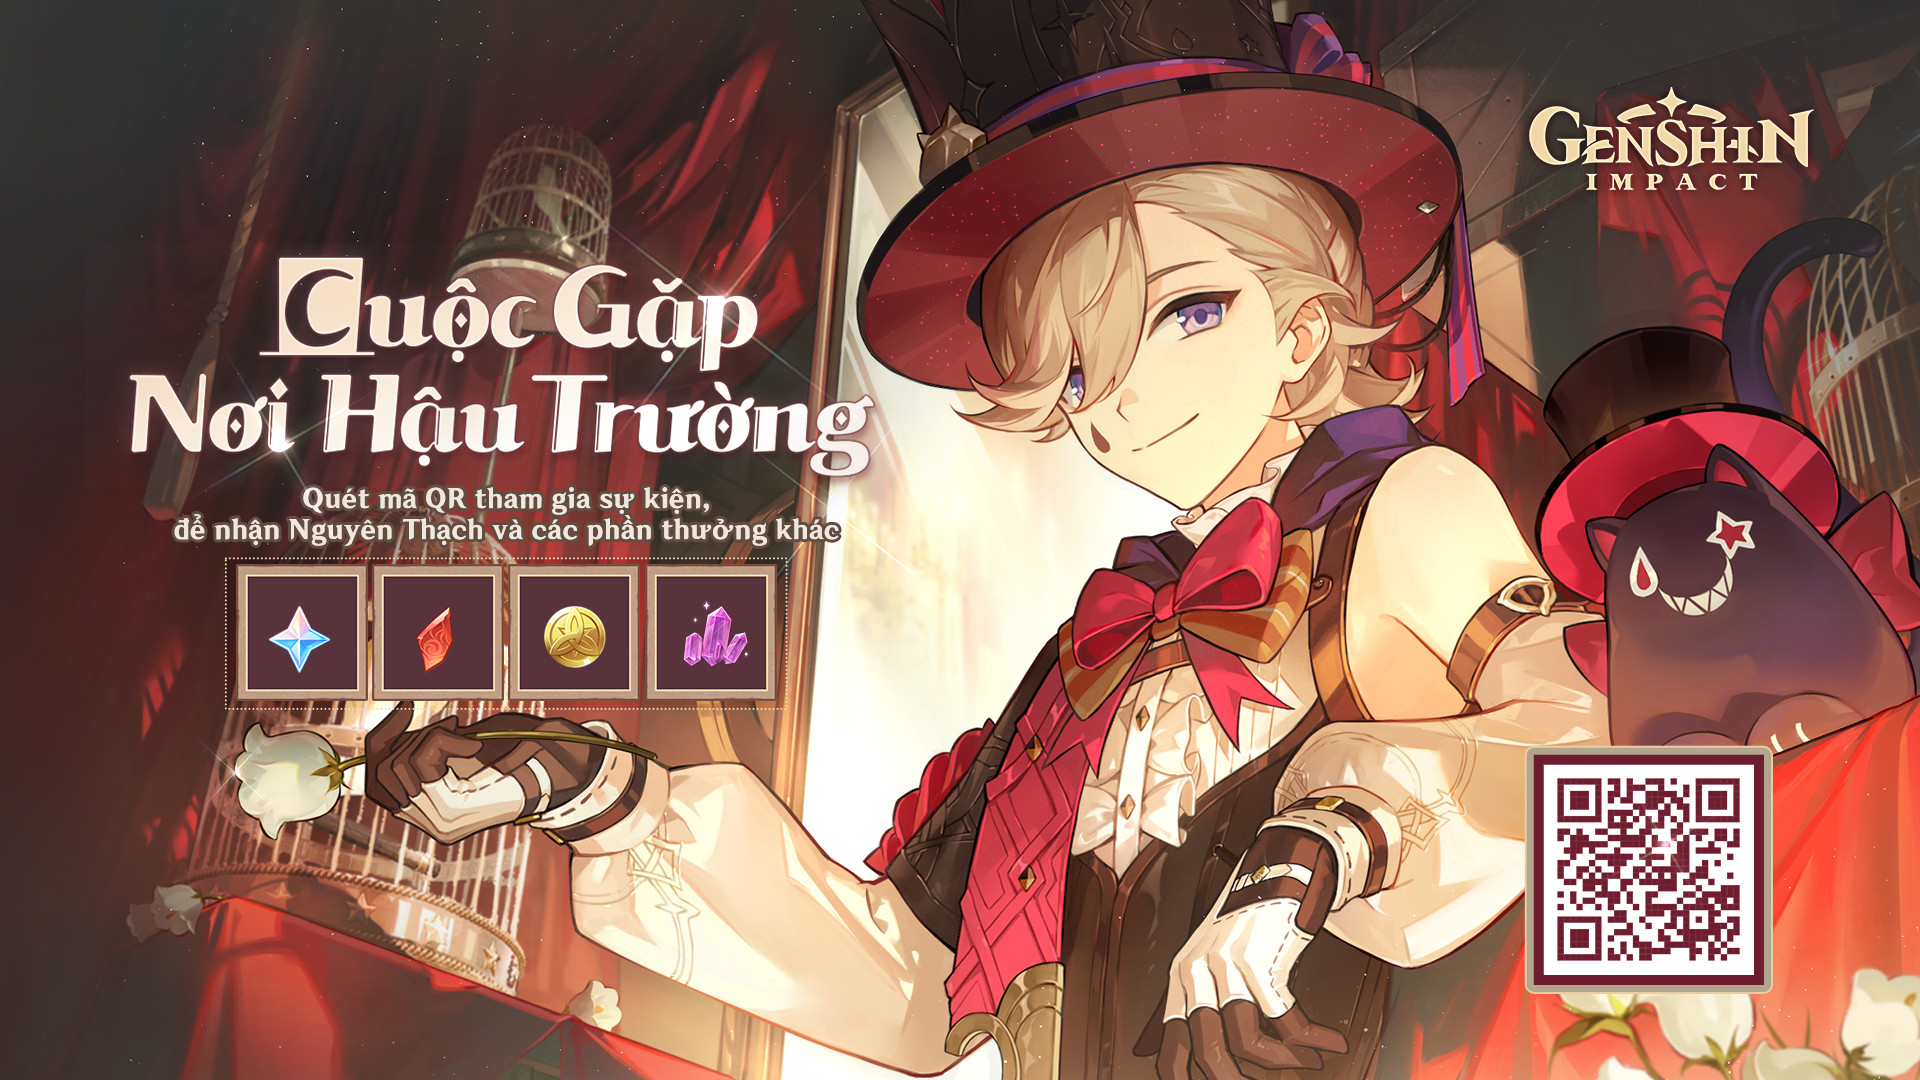 GENSHIN
IMPACT
Cuộc Gặp
Nơi Hậu Trường
Quét mã QR tham gia sự kiện,
để nhận Nguyên Thạch và các phần thưởng khác